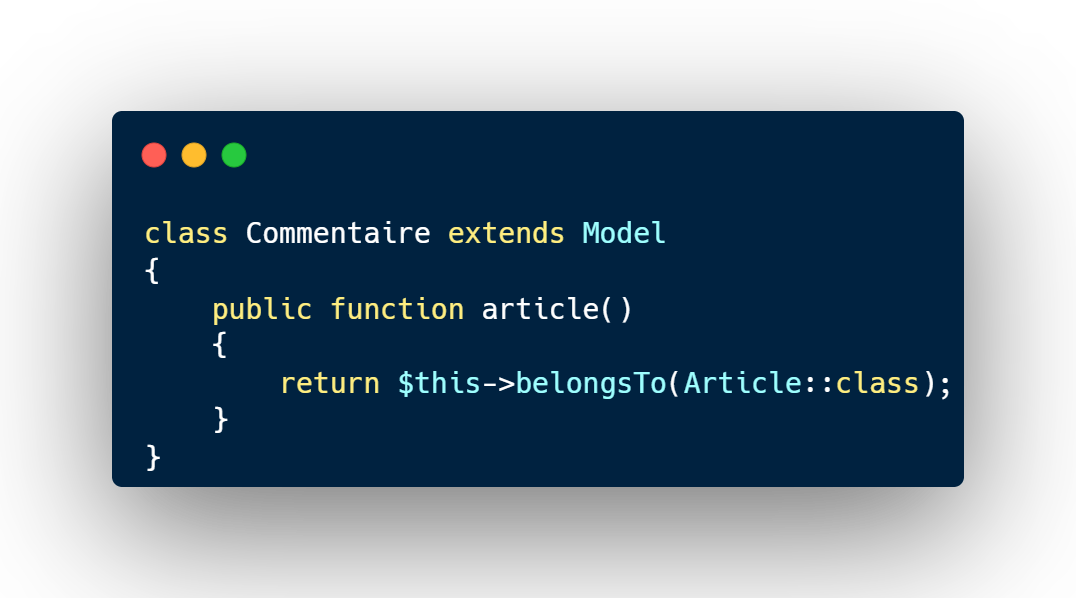 class Commentaire extends Model
{
    public function article()
    {
        return $this->belongsTo(Article::class);
    }
}